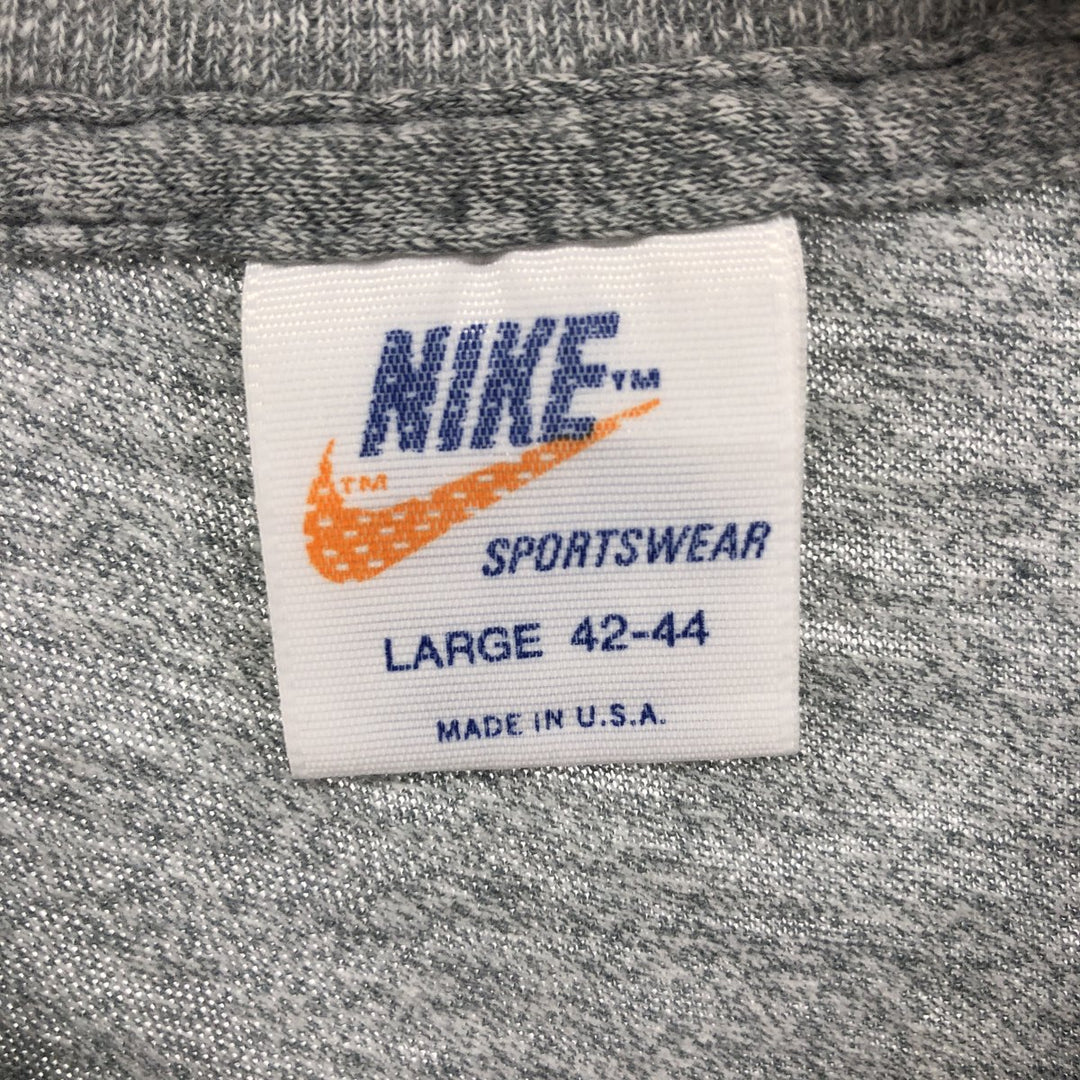 NIKE™
™
SPORTSWEAR
LARGE 42-44
MADE IN U.S.A.